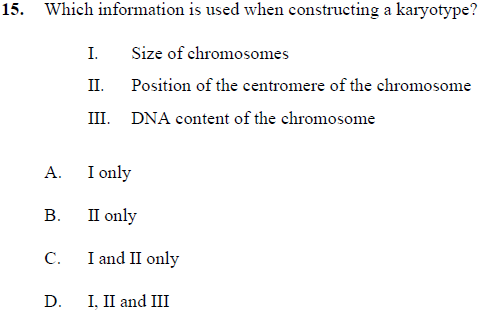 15. Which information is used when constructing a karyotype?
I. Size of chromosomes
II. Position of the centromere of the chromosome
III. DNA content of the chromosome
A. I only
B. II only
C. I and II only
D. I, II and III